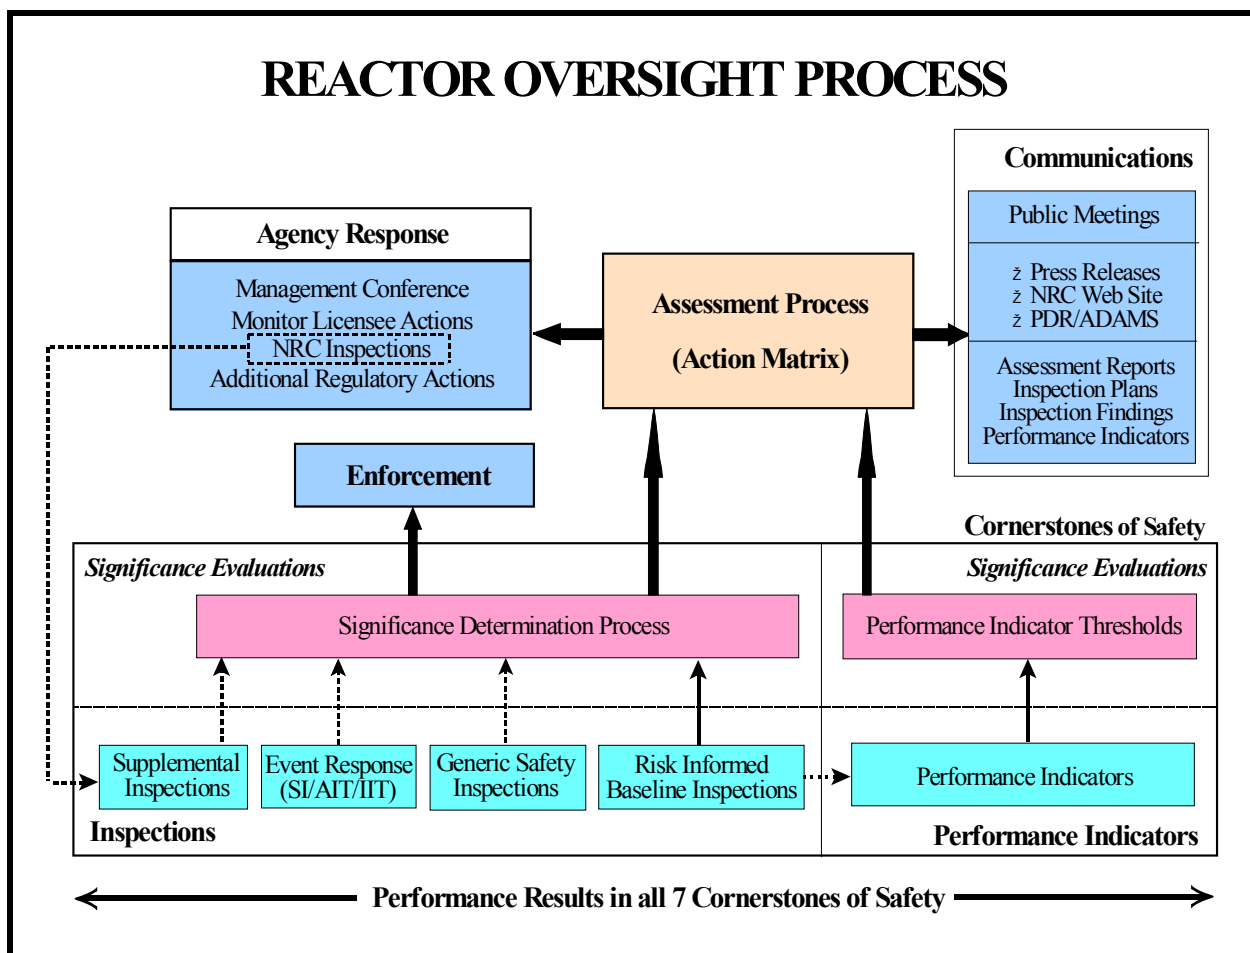 REACTOR OVERSIGHT PROCESS
Communications
Public Meetings
ž Press Releases
ž NRC Web Site
ž PDR/ADAMS
Assessment Reports
Inspection Plans
Inspection Findings
Performance Indicators
Agency Response
Management Conference
Monitor Licensee Actions
NRC Inspections
Additional Regulatory Actions
Assessment Process
(Action Matrix)
Enforcement
Cornerstones of Safety
Significance Evaluations
Significance Evaluations
Significance Determination Process
Performance Indicator Thresholds
Supplemental
Inspections
Event Response
(SI/AIT/IIT)
Generic Safety
Inspections
Risk Informed
Baseline Inspections
Performance Indicators
Inspections
Performance Indicators
Performance Results in all 7 Cornerstones of Safety